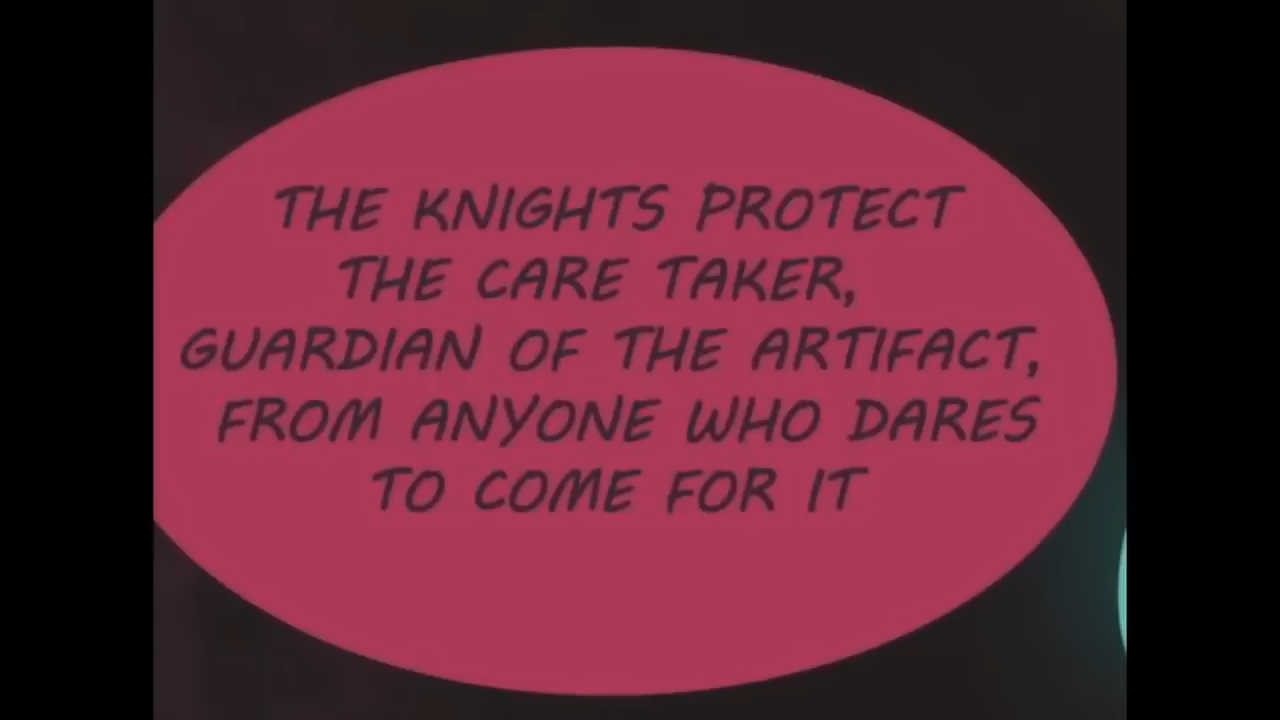 THE KNIGHTS PROTECT
THE CARE TAKER,
GUARDIAN OF THE ARTIFACT,
FROM ANYONE WHO DARES
TO COME FOR IT